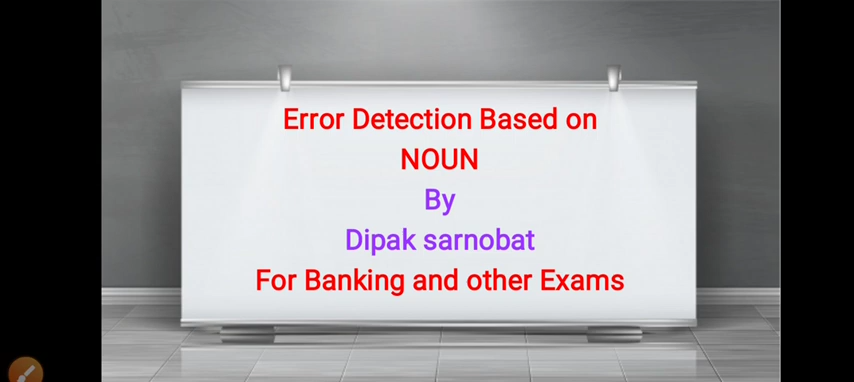 Error Detection Based on
NOUN
By
Dipak sarnobat
For Banking and other Exams